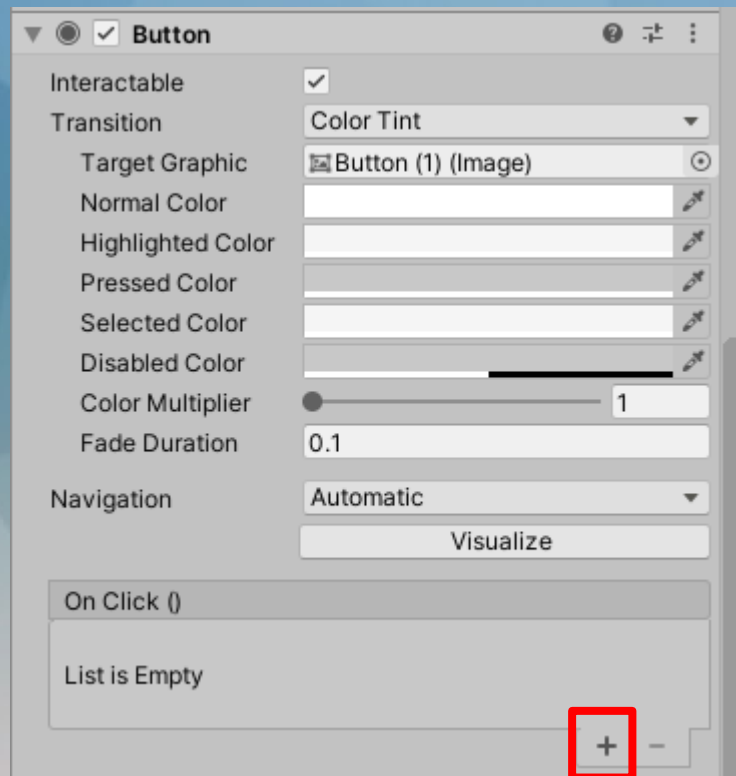 Button
Interactable
Transition Color Tint
Target Graphic Button (1) (Image)
Normal Color
Highlighted Color
Pressed Color
Selected Color
Disabled Color
Color Multiplier 1
Fade Duration 0.1
Navigation Automatic
Visualize
On Click ()
List is Empty
+ −